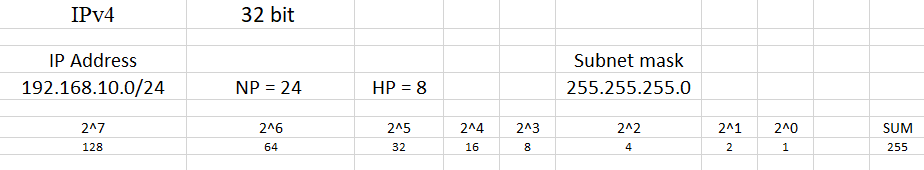 IPv4 32 bit
IP Address Subnet mask
192.168.10.0/24 NP = 24 HP = 8 255.255.255.0
2^7 2^6 2^5 2^4 2^3 2^2 2^1 2^0 SUM
128 64 32 16 8 4 2 1 255